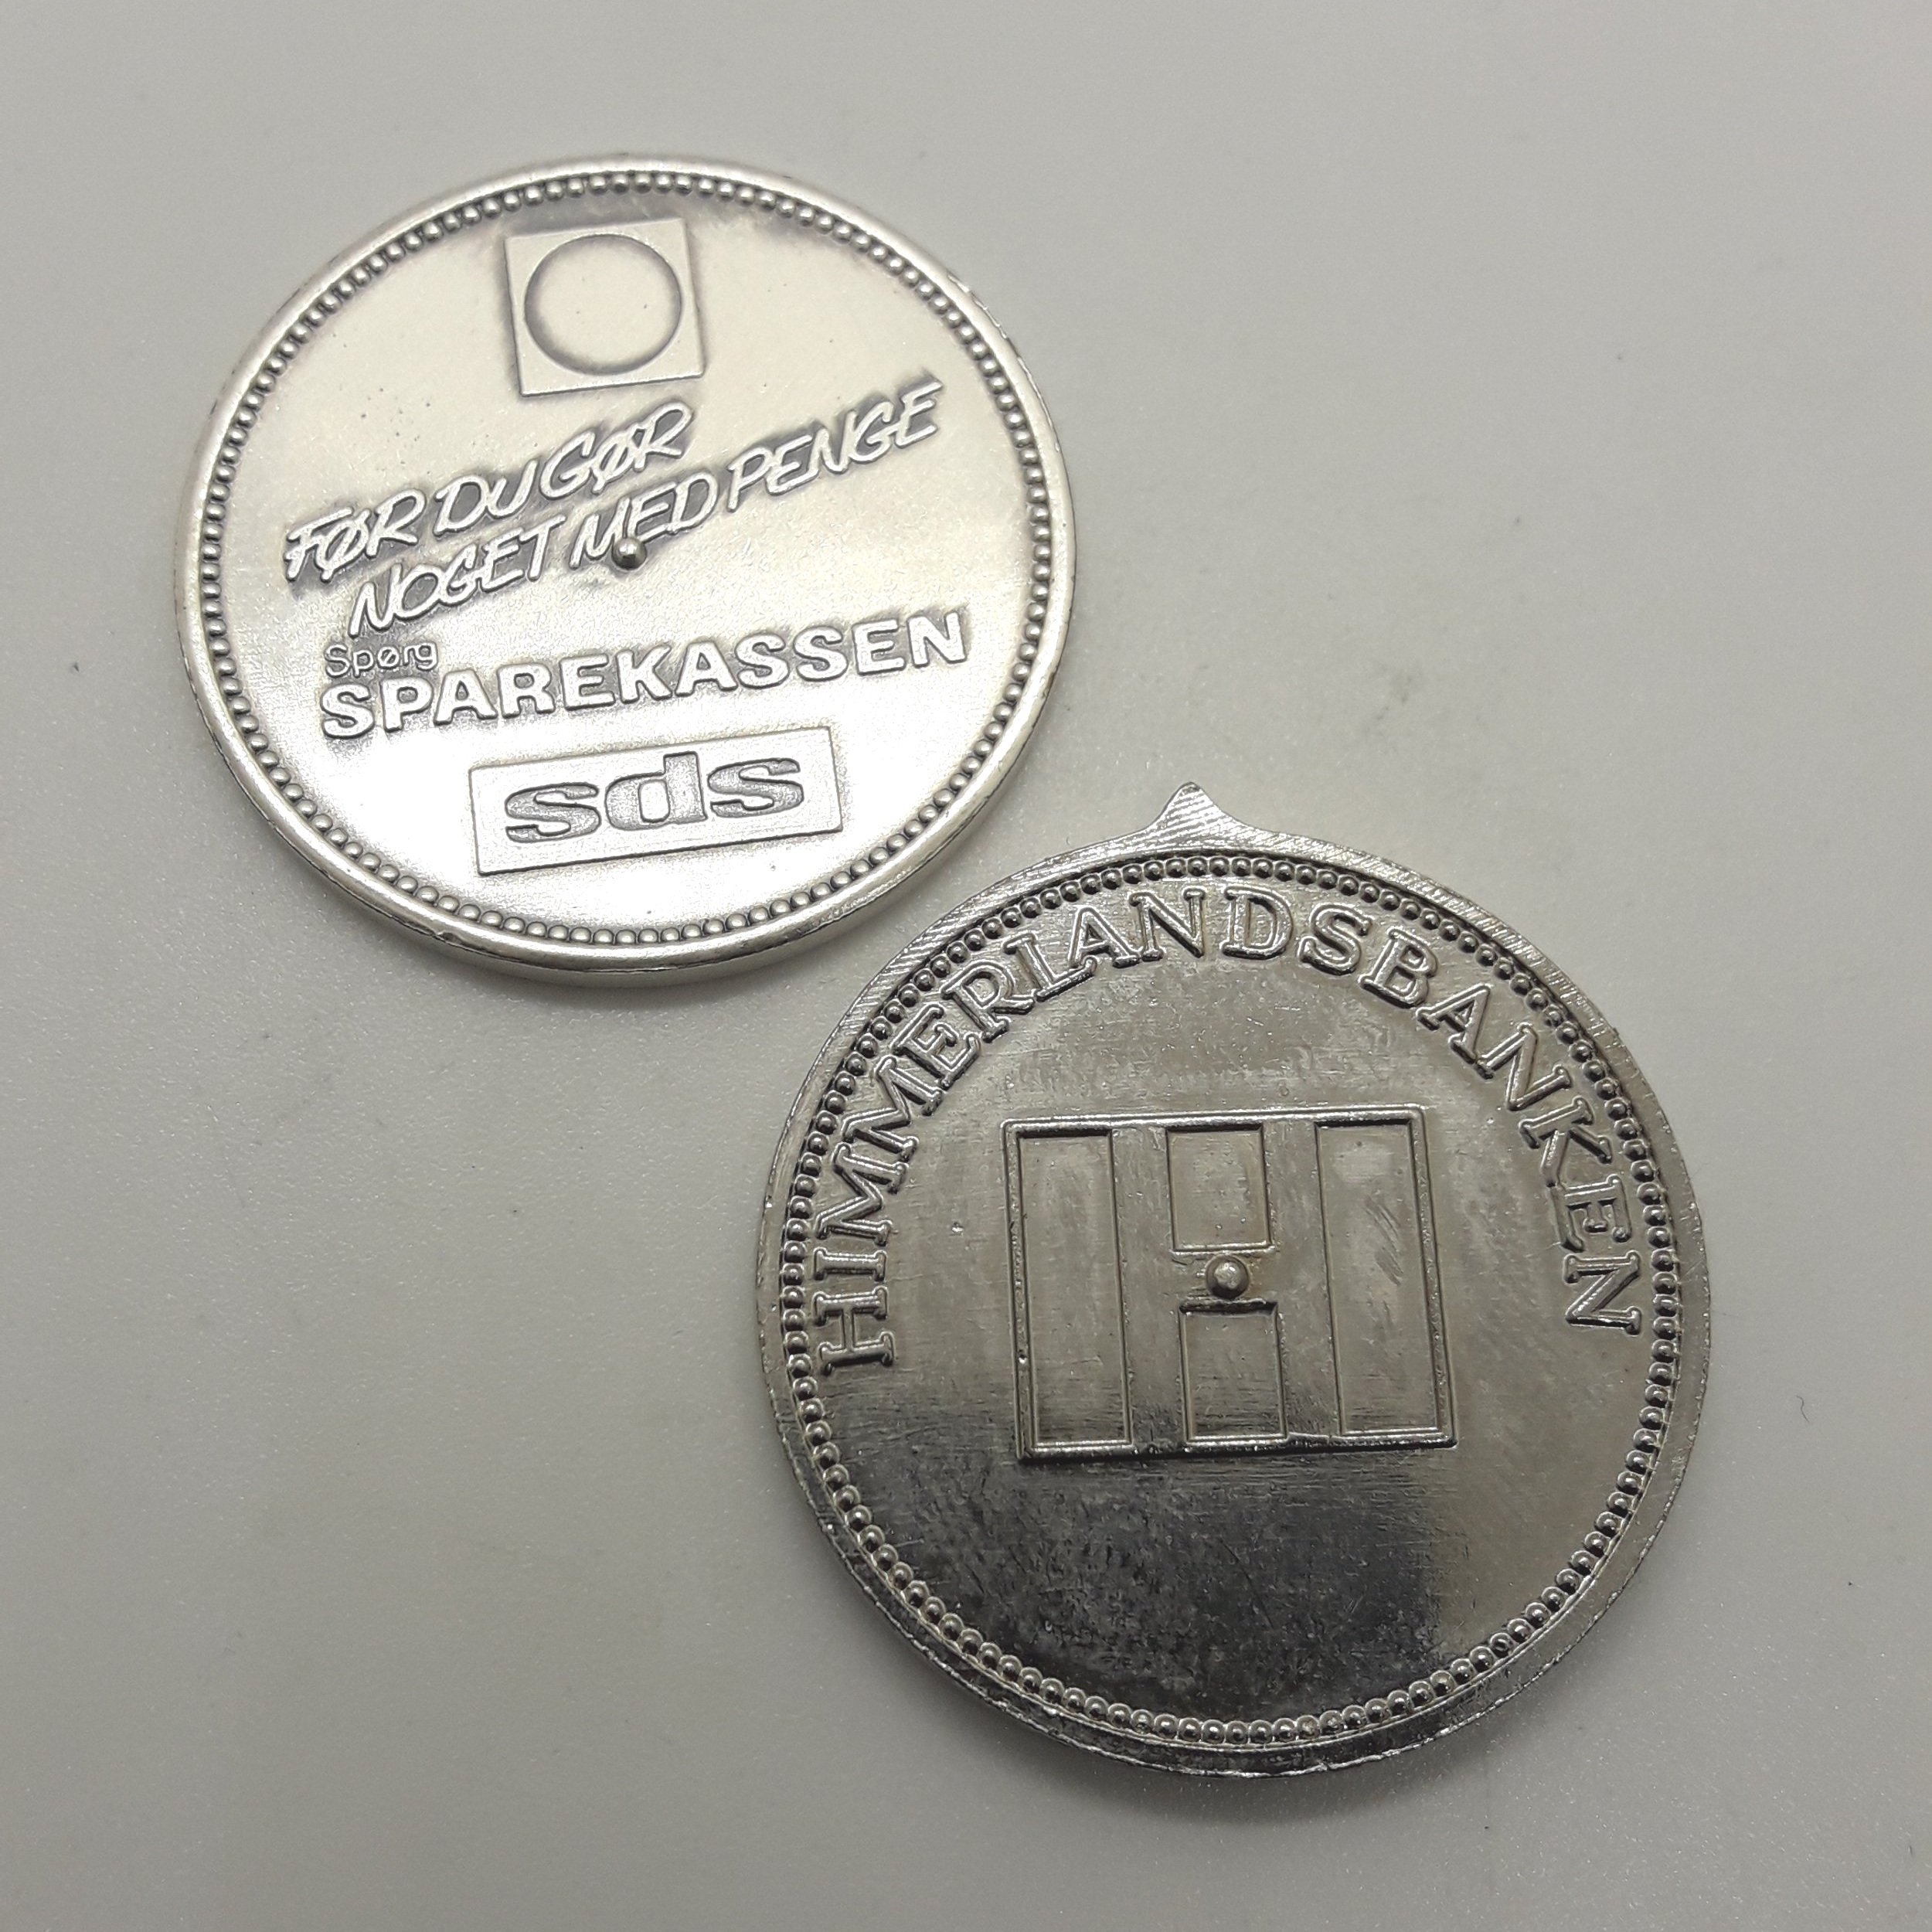 FØR DU GØR
NOGET MED PENGE
Spørg
SPAREKASSEN
sds
HIMMERLANDSBANKEN